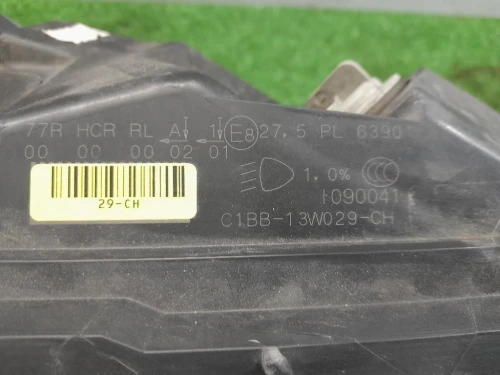 77R HCR RL A 1 E8 27.5 PL 6390
00 00 00 02 01
1.0% CCC
090041
29-CH
C1BB-13W029-CH